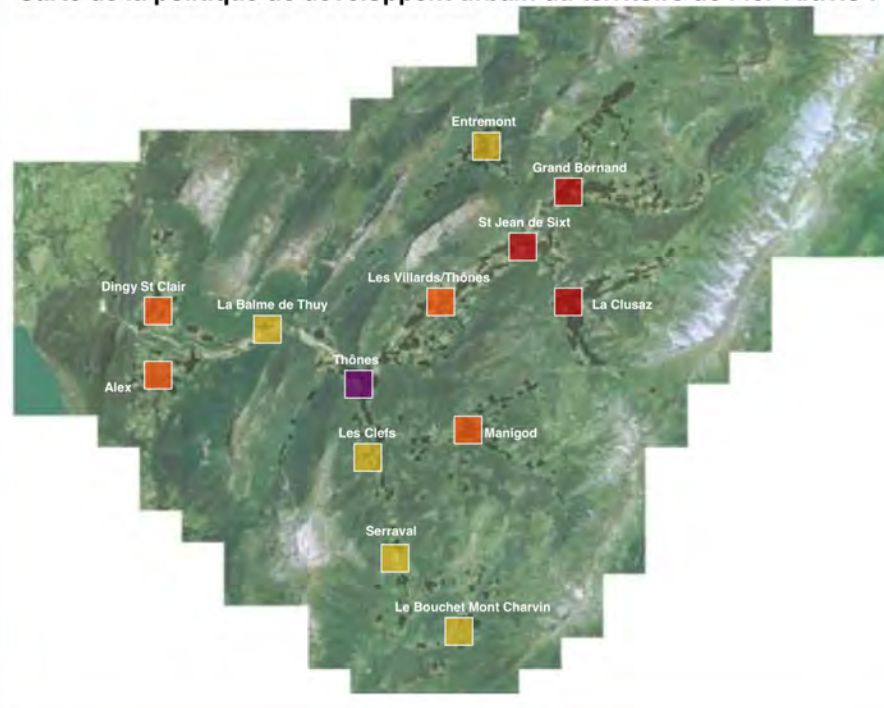 Entremont
Grand Bornand
St Jean de Sixt
Les Villards/Thônes
Dingy St Clair
La Balme de Thuy
La Clusaz
Thônes
Alex
Les Clefs
Manigod
Serraval
Le Bouchet Mont Charvin